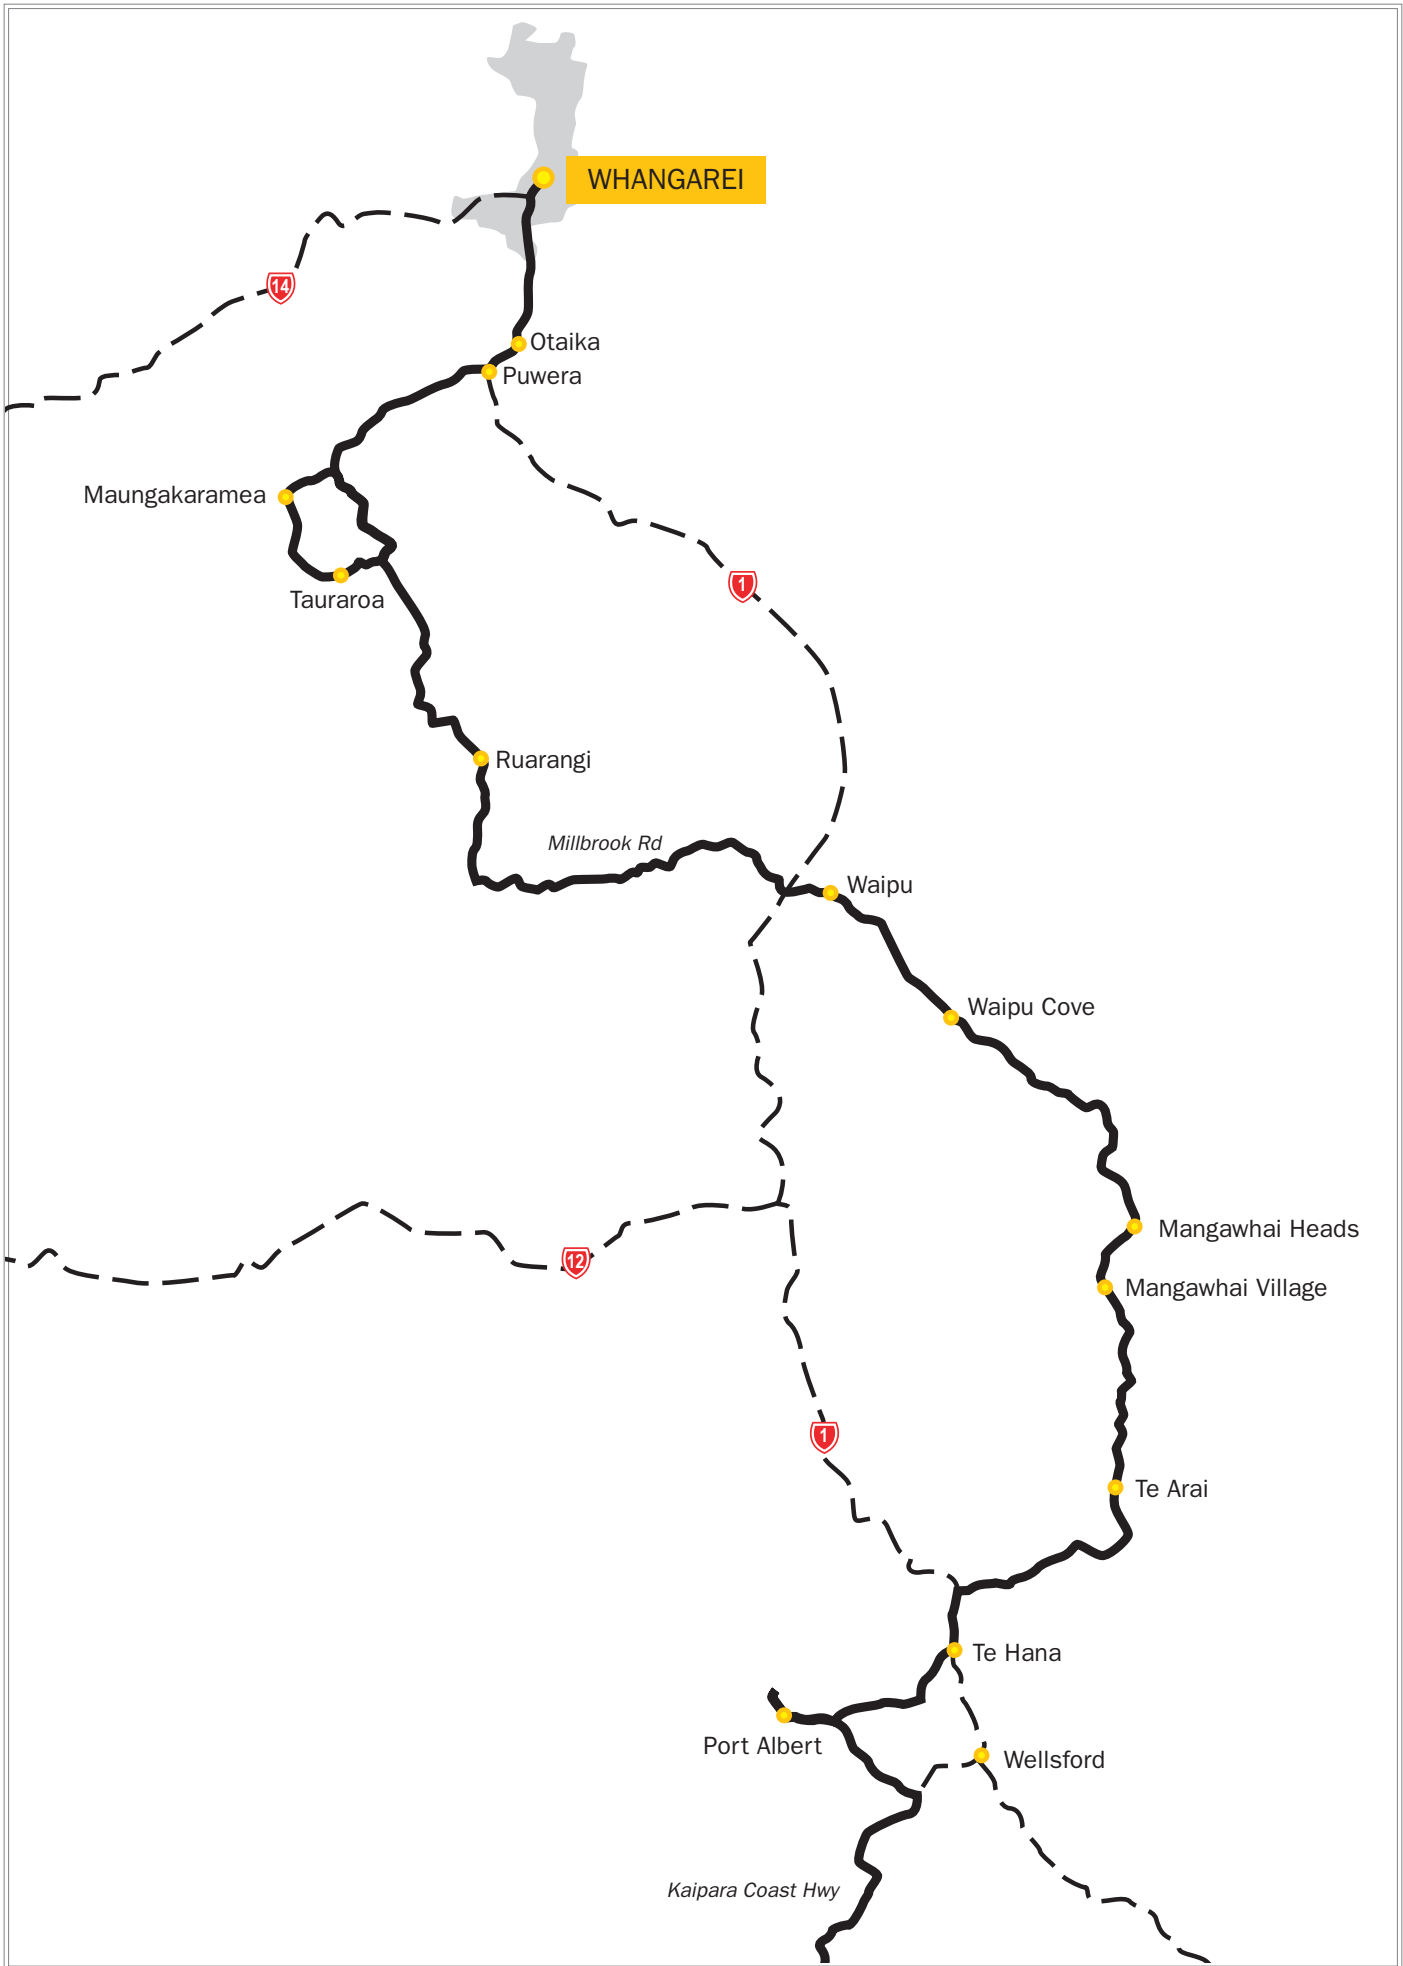 WHANGAREI
14
Otaika
Puwera
Maungakaramea
1
Tauraroa
Ruarangi
Millbrook Rd
Waipu
Waipu Cove
Mangawhai Heads
12
Mangawhai Village
1
Te Arai
Te Hana
Port Albert
Wellsford
Kaipara Coast Hwy